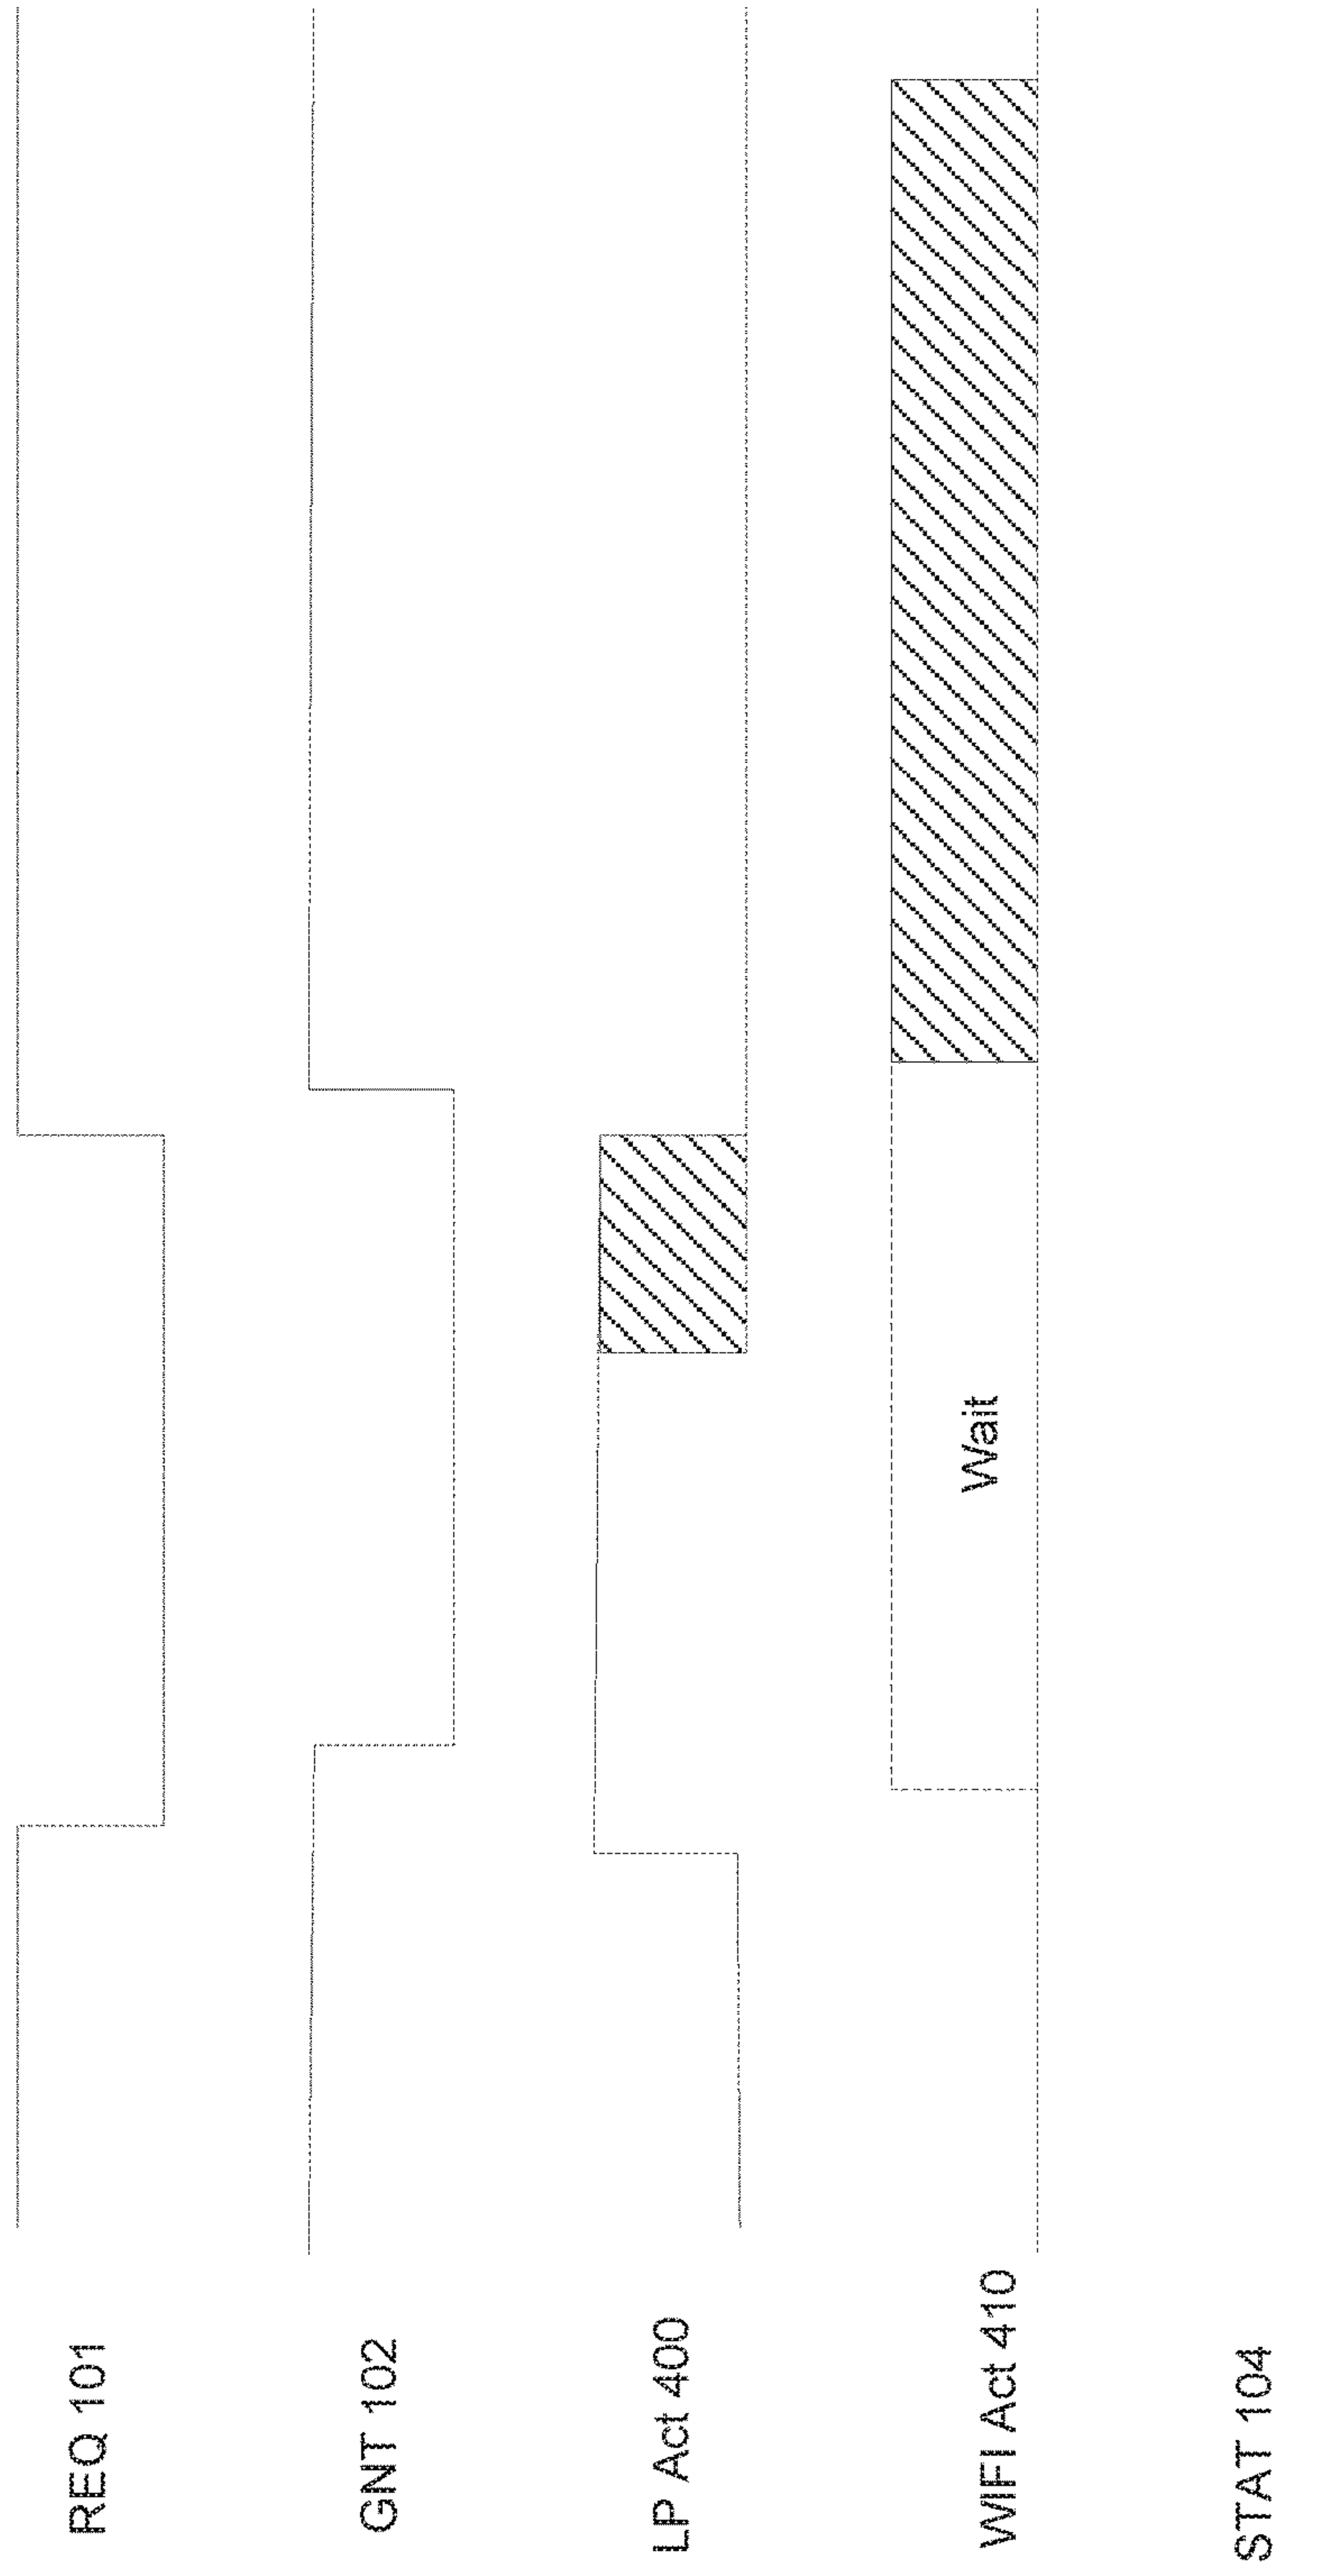 REQ 101
GNT 102
LP Act 400
WIFI Act 410
Wait
STAT 104